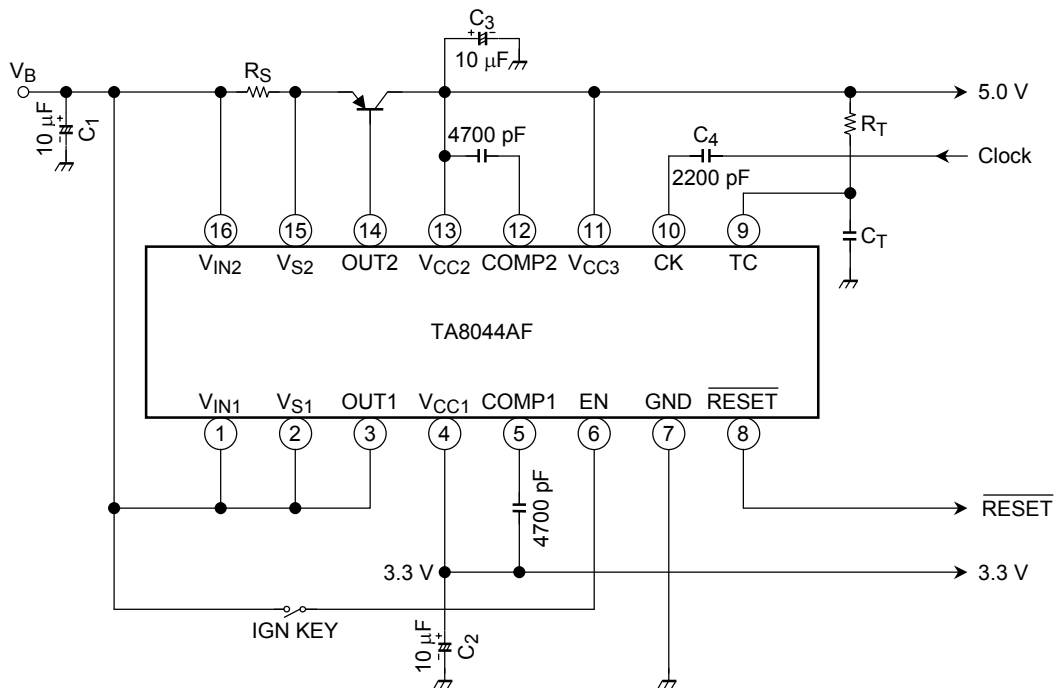 C3
10 µF
VB
RS
5.0 V
10 µF
C1
RT
4700 pF
C4
Clock
2200 pF
16 15 14 13 12 11 10 9
CT
VIN2 VS2 OUT2 VCC2 COMP2 VCC3 CK TC
TA8044AF
VIN1 VS1 OUT1 VCC1 COMP1 EN GND RESET
1 2 3 4 5 6 7 8
4700 pF
RESET
3.3 V
3.3 V
IGN KEY
10 µF
C2